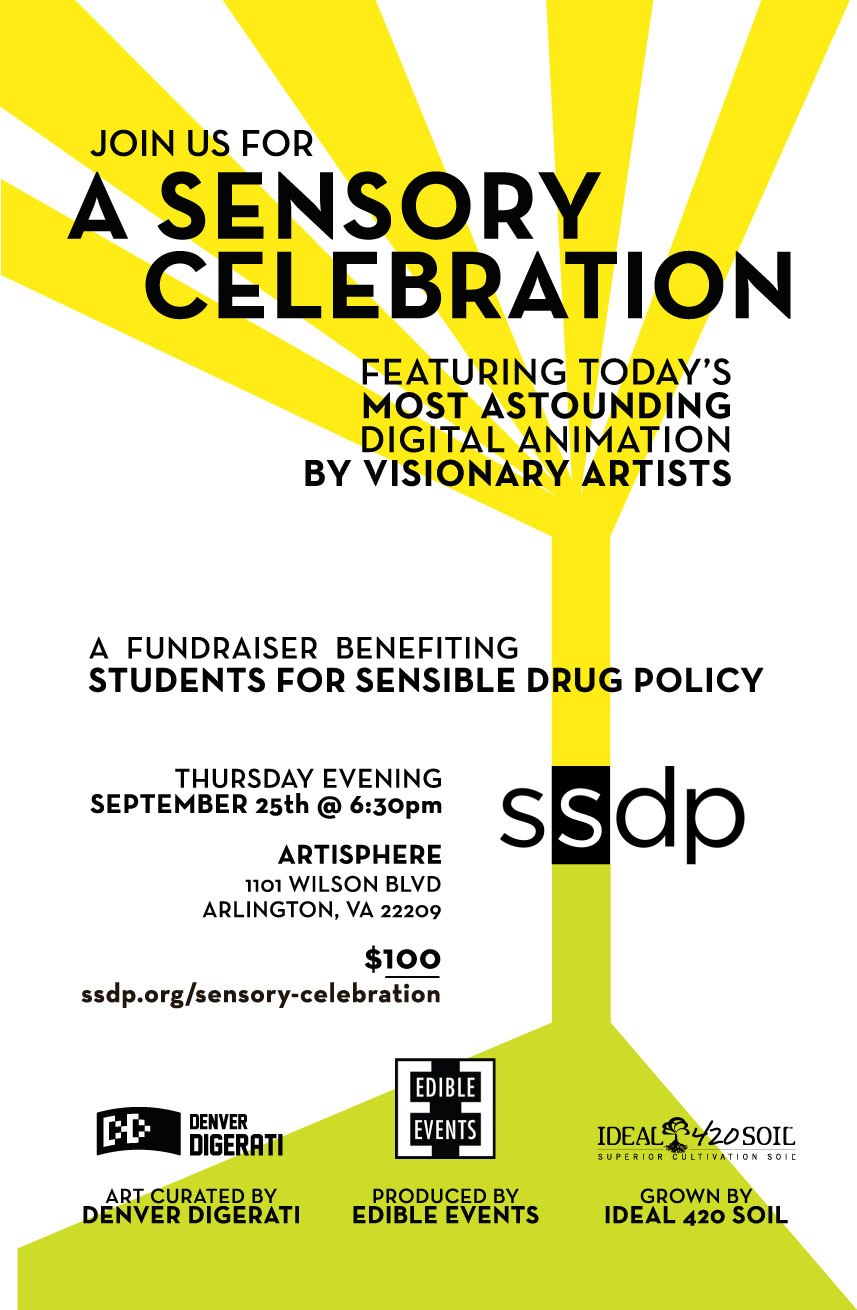 JOIN US FOR
A SENSORY
CELEBRATION
FEATURING TODAY'S
MOST ASTOUNDING
DIGITAL ANIMATION
BY VISIONARY ARTISTS
A FUNDRAISER BENEFITING
STUDENTS FOR SENSIBLE DRUG POLICY
THURSDAY EVENING
SEPTEMBER 25th @ 6:30pm
ssdp
ARTISPHERE
1101 WILSON BLVD
ARLINGTON, VA 22209
$100
ssdp.org/sensory-celebration
DENVER
DIGERATI
ART CURATED BY
DENVER DIGERATI
EDIBLE
EVENTS
PRODUCED BY
EDIBLE EVENTS
IDEAL 420 SOIL
SUPERIOR CULTIVATION SOIL
GROWN BY
IDEAL 420 SOIL